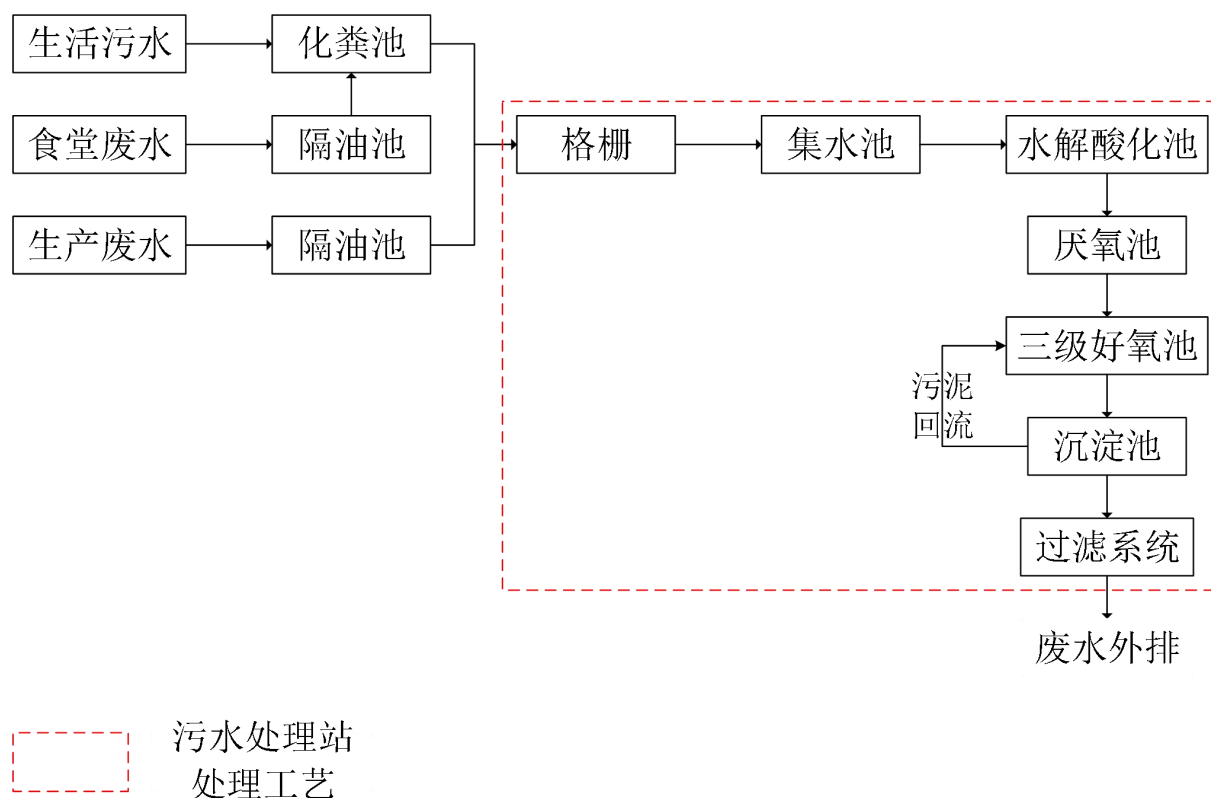 生活污水
化粪池
食堂废水
隔油池
格栅
集水池
水解酸化池
生产废水
隔油池
厌氧池
三级好氧池
污泥
回流
沉淀池
过滤系统
废水外排
污水处理站
处理工艺